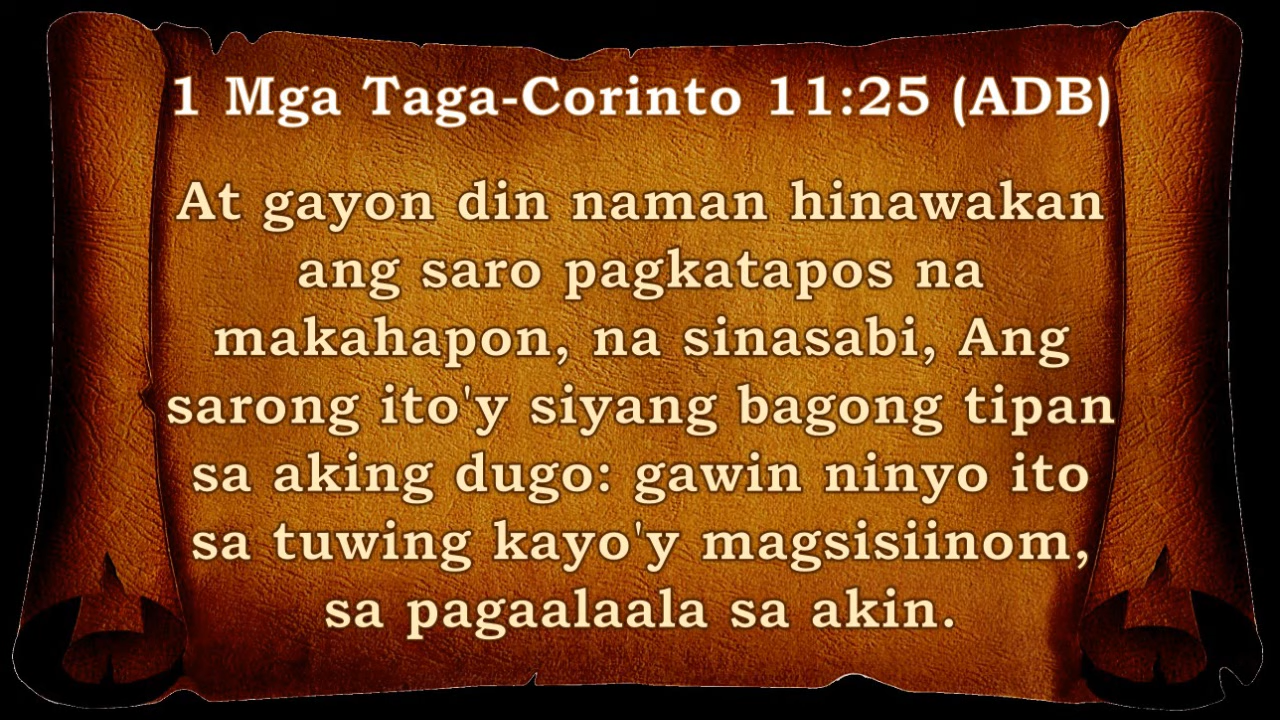 1 Mga Taga-Corinto 11:25 (ADB)
At gayon din naman hinawakan
ang saro pagkatapos na
makahapon, na sinasabi, Ang
sarong ito'y siyang bagong tipan
sa aking dugo: gawin ninyo ito
sa tuwing kayo'y magsisiinom,
sa pagaalaala sa akin.